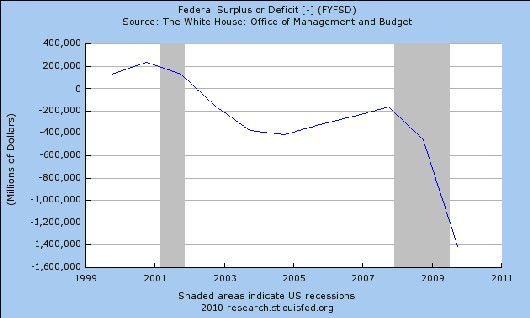 Federal Surplus or Deficit [-] (FYFSD)
Source: The White House: Office of Management and Budget
(Millions of Dollars)
400,000
200,000
0
-200,000
-400,000
-600,000
-800,000
-1,000,000
-1,200,000
-1,400,000
-1,600,000
1999 2001 2003 2005 2007 2009 2011
Shaded areas indicate US recessions
2010 research.stlouisfed.org